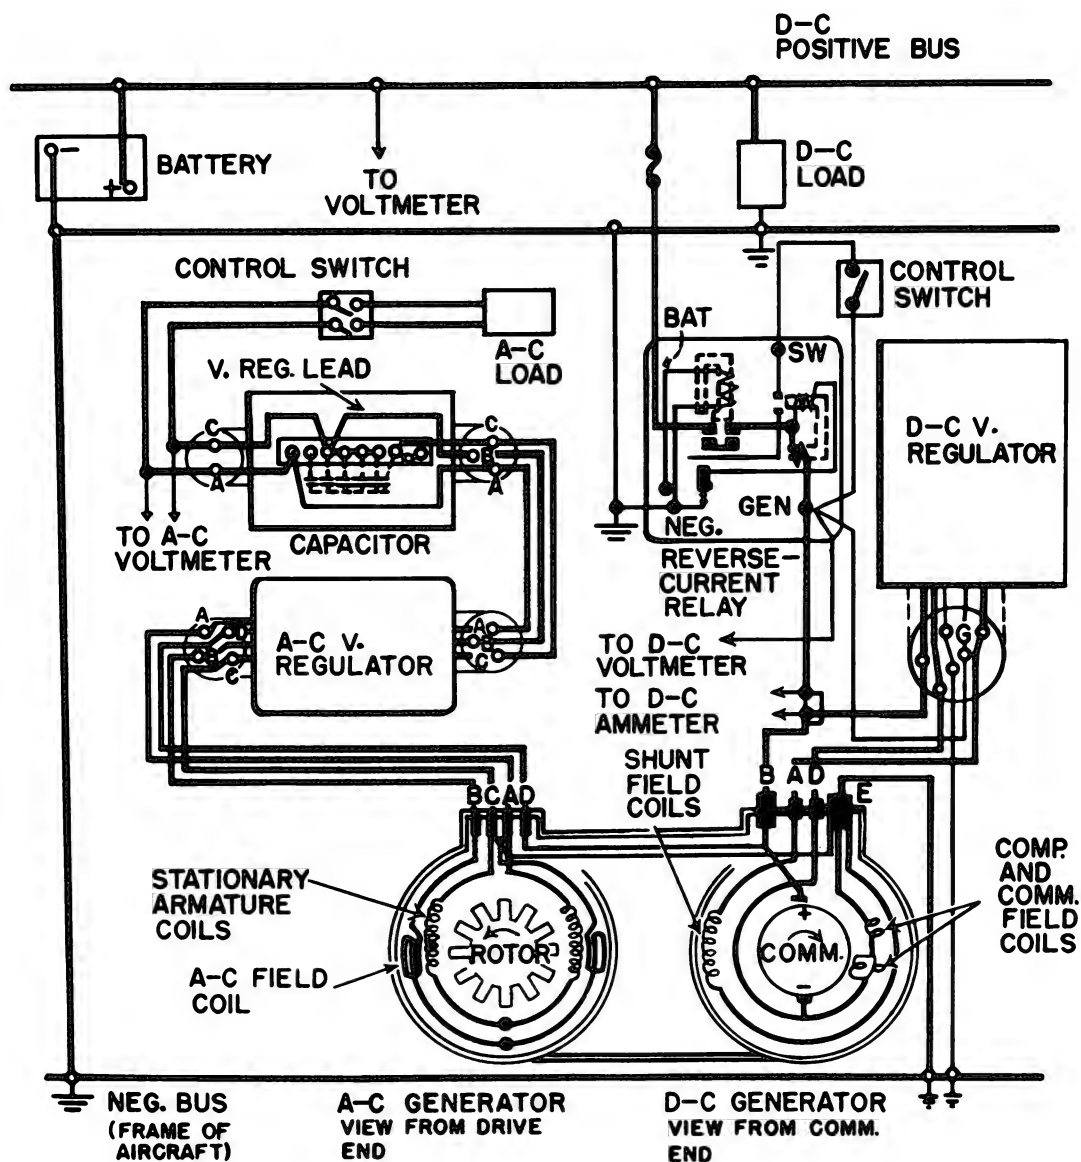 D-C
POSITIVE BUS
-
+
BATTERY
TO
VOLTMETER
D-C
LOAD
CONTROL SWITCH
CONTROL
SWITCH
A-C
LOAD
BAT
SW
V. REG. LEAD
C
A
C
B
A
D-C V.
REGULATOR
TO A-C
VOLTMETER
CAPACITOR
NEG.
GEN
REVERSE-
CURRENT
RELAY
A
D
B
C
A-C V.
REGULATOR
A
B
C
G
TO D-C
VOLTMETER
TO D-C
AMMETER
SHUNT
FIELD
COILS
B C A D
B A D E
STATIONARY
ARMATURE
COILS
ROTOR
A-C FIELD
COIL
+
COMM.
-
COMP.
AND
COMM.
FIELD
COILS
NEG. BUS
(FRAME OF
AIRCRAFT)
A-C GENERATOR
VIEW FROM DRIVE
END
D-C GENERATOR
VIEW FROM COMM.
END